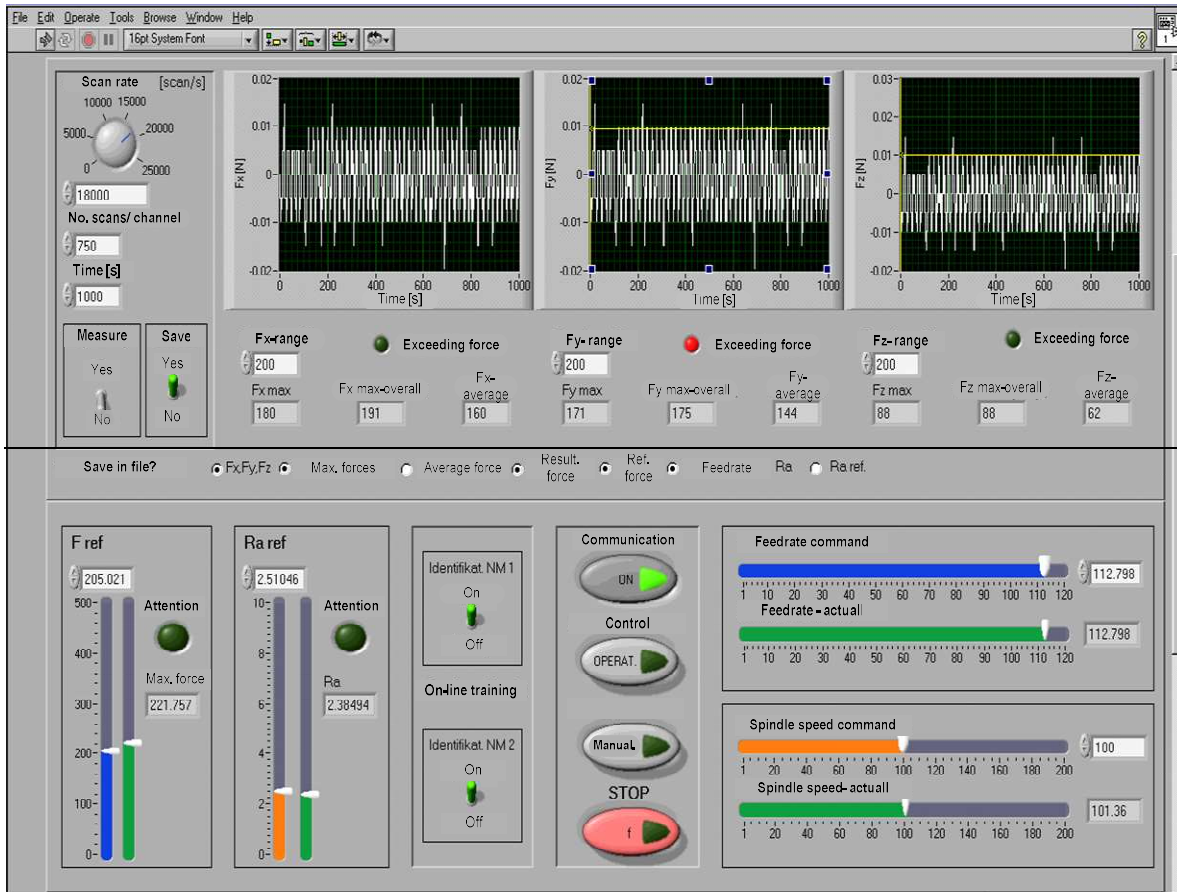 File Edit Operate Tools Browse Window Help
16pt System Font
?
1
Scan rate [scan/s]
10000 15000
5000 20000
0 25000
18000
No. scans/ channel
750
Time [s]
1000
Measure
Yes
No
Save
Yes
No
Fx [N]
0.02
0.01
0
-0.01
-0.02
0 200 400 600 800 1000
Time [s]
Fy [N]
0.02
0.01
0
-0.01
-0.02
0 200 400 600 800 1000
Time [s]
Fz [N]
0.03
0.02
0.01
0
-0.01
-0.02
0 200 400 600 800 1000
Time [s]
Fx-range
Exceeding force
200
Fx max
Fx max-overall
Fx-
average
180
191
160
Fy- range
Exceeding force
200
Fy max
Fy max-overall
Fy-
average
171
175
144
Fz- range
Exceeding force
200
Fz max
Fz max-overall
Fz-
average
88
88
62
Save in file?
Fx,Fy,Fz
Max. forces
Average force
Result.
force
Ref.
force
Feedrate
Ra
Ra ref.
F ref
205.021
500
400
300
200
100
0
Attention
Max. force
221.757
Ra ref
2.51046
10
8
6
4
2
0
Attention
Ra
2.38494
Identifikat. NM 1
On
Off
On-line training
Identifikat. NM 2
On
Off
Communication
ON
Control
OPERAT.
Manual.
STOP
f
Feedrate command
1 10 20 30 40 50 60 70 80 90 100 110 120
112.798
Feedrate - actuall
1 10 20 30 40 50 60 70 80 90 100 110 120
112.798
Spindle speed command
1 20 40 60 80 100 120 140 160 180 200
100
Spindle speed- actuall
1 20 40 60 80 100 120 140 160 180 200
101.36